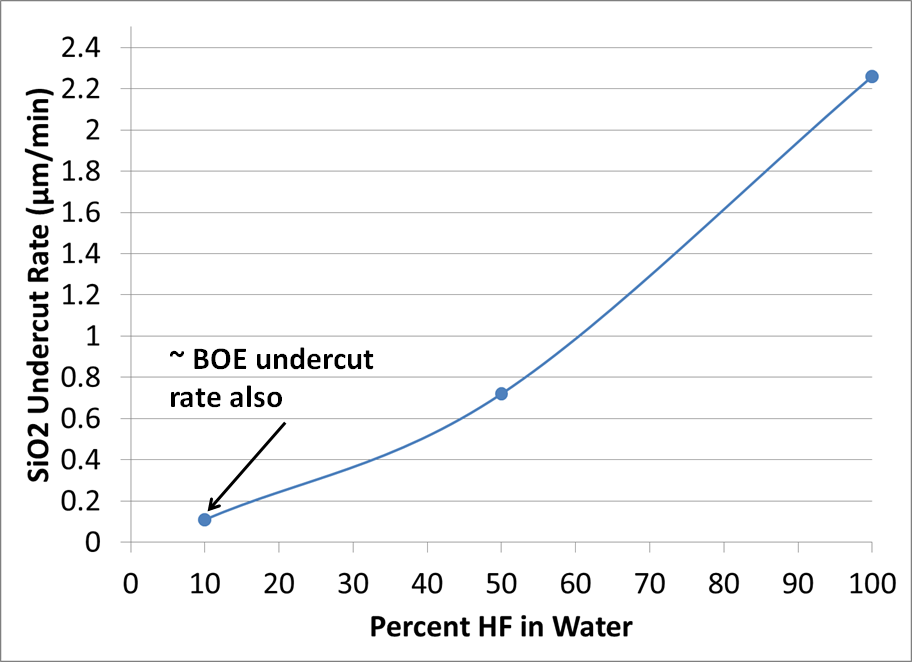 2.4
2.2
2
1.8
1.6
1.4
1.2
1
0.8
0.6
0.4
0.2
0
SiO2 Undercut Rate (µm/min)
~ BOE undercut
rate also
0 10 20 30 40 50 60 70 80 90 100
Percent HF in Water